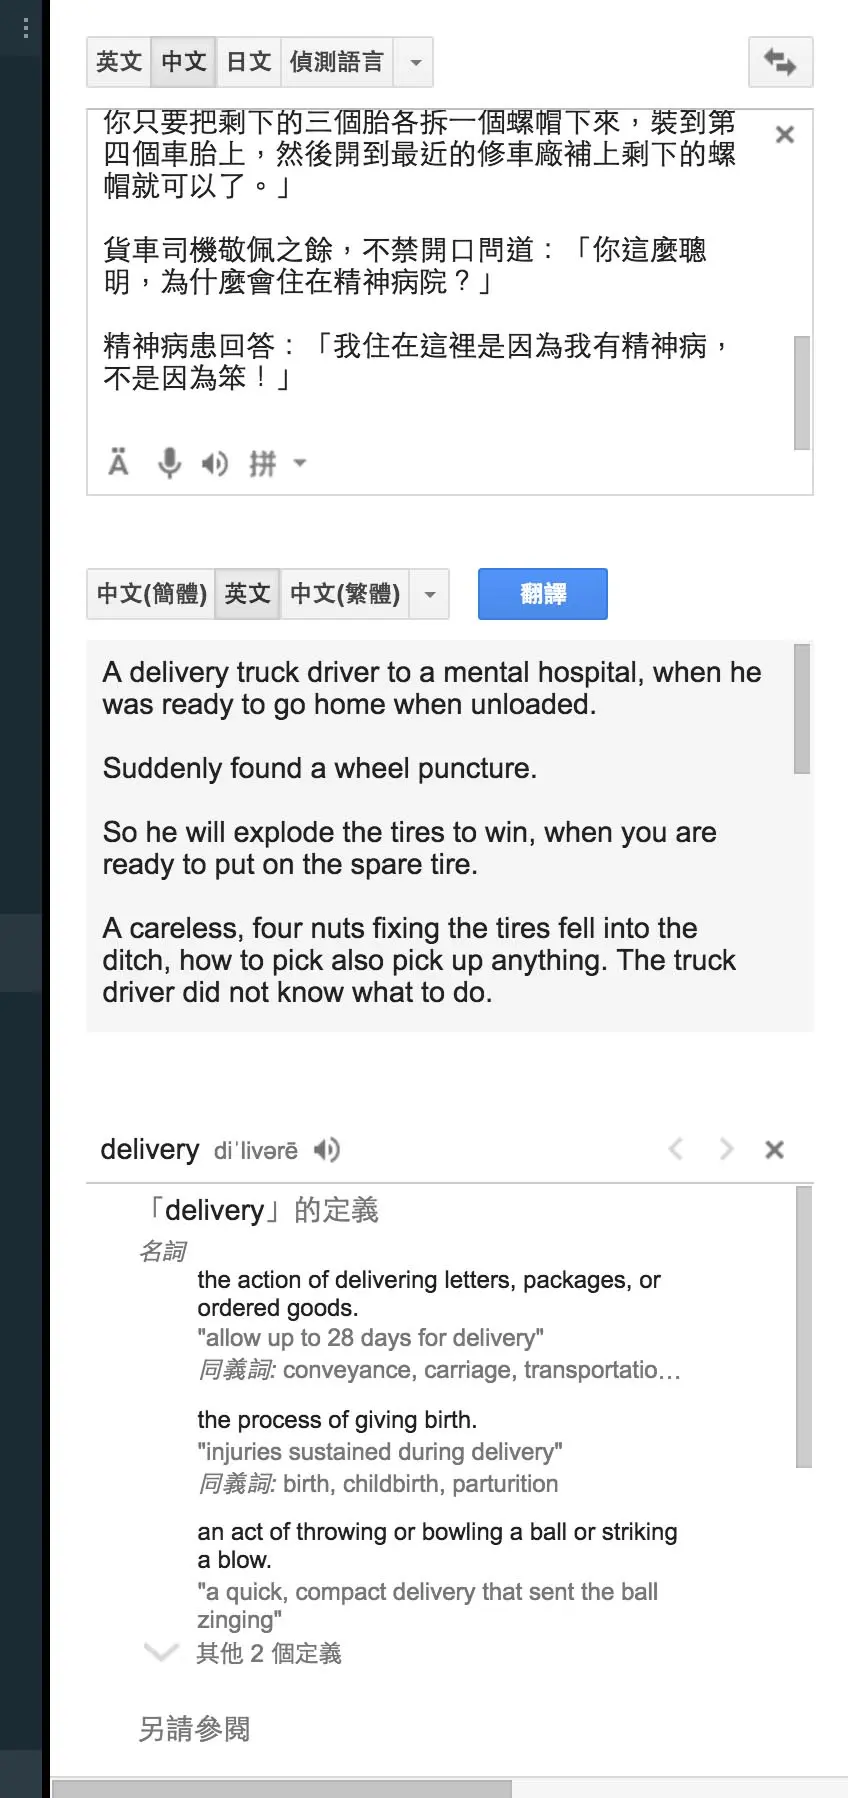 英文 中文 日文 偵測語言
你只要把剩下的三個胎各拆一個螺帽下來，裝到第
四個車胎上，然後開到最近的修車廠補上剩下的螺
帽就可以了。」
貨車司機敬佩之餘，不禁開口問道：「你這麼聰
明，為什麼會住在精神病院？」
精神病患回答：「我住在這裡是因為我有精神病，
不是因為笨！」
Ä 拼
中文(簡體) 英文 中文(繁體) 翻譯
A delivery truck driver to a mental hospital, when he
was ready to go home when unloaded.
Suddenly found a wheel puncture.
So he will explode the tires to win, when you are
ready to put on the spare tire.
A careless, four nuts fixing the tires fell into the
ditch, how to pick also pick up anything. The truck
driver did not know what to do.
delivery diˈlivərē
「delivery」的定義
名詞
the action of delivering letters, packages, or
ordered goods.
"allow up to 28 days for delivery"
同義詞: conveyance, carriage, transportatio...
the process of giving birth.
"injuries sustained during delivery"
同義詞: birth, childbirth, parturition
an act of throwing or bowling a ball or striking
a blow.
"a quick, compact delivery that sent the ball
zinging"
其他 2 個定義
另請參閱